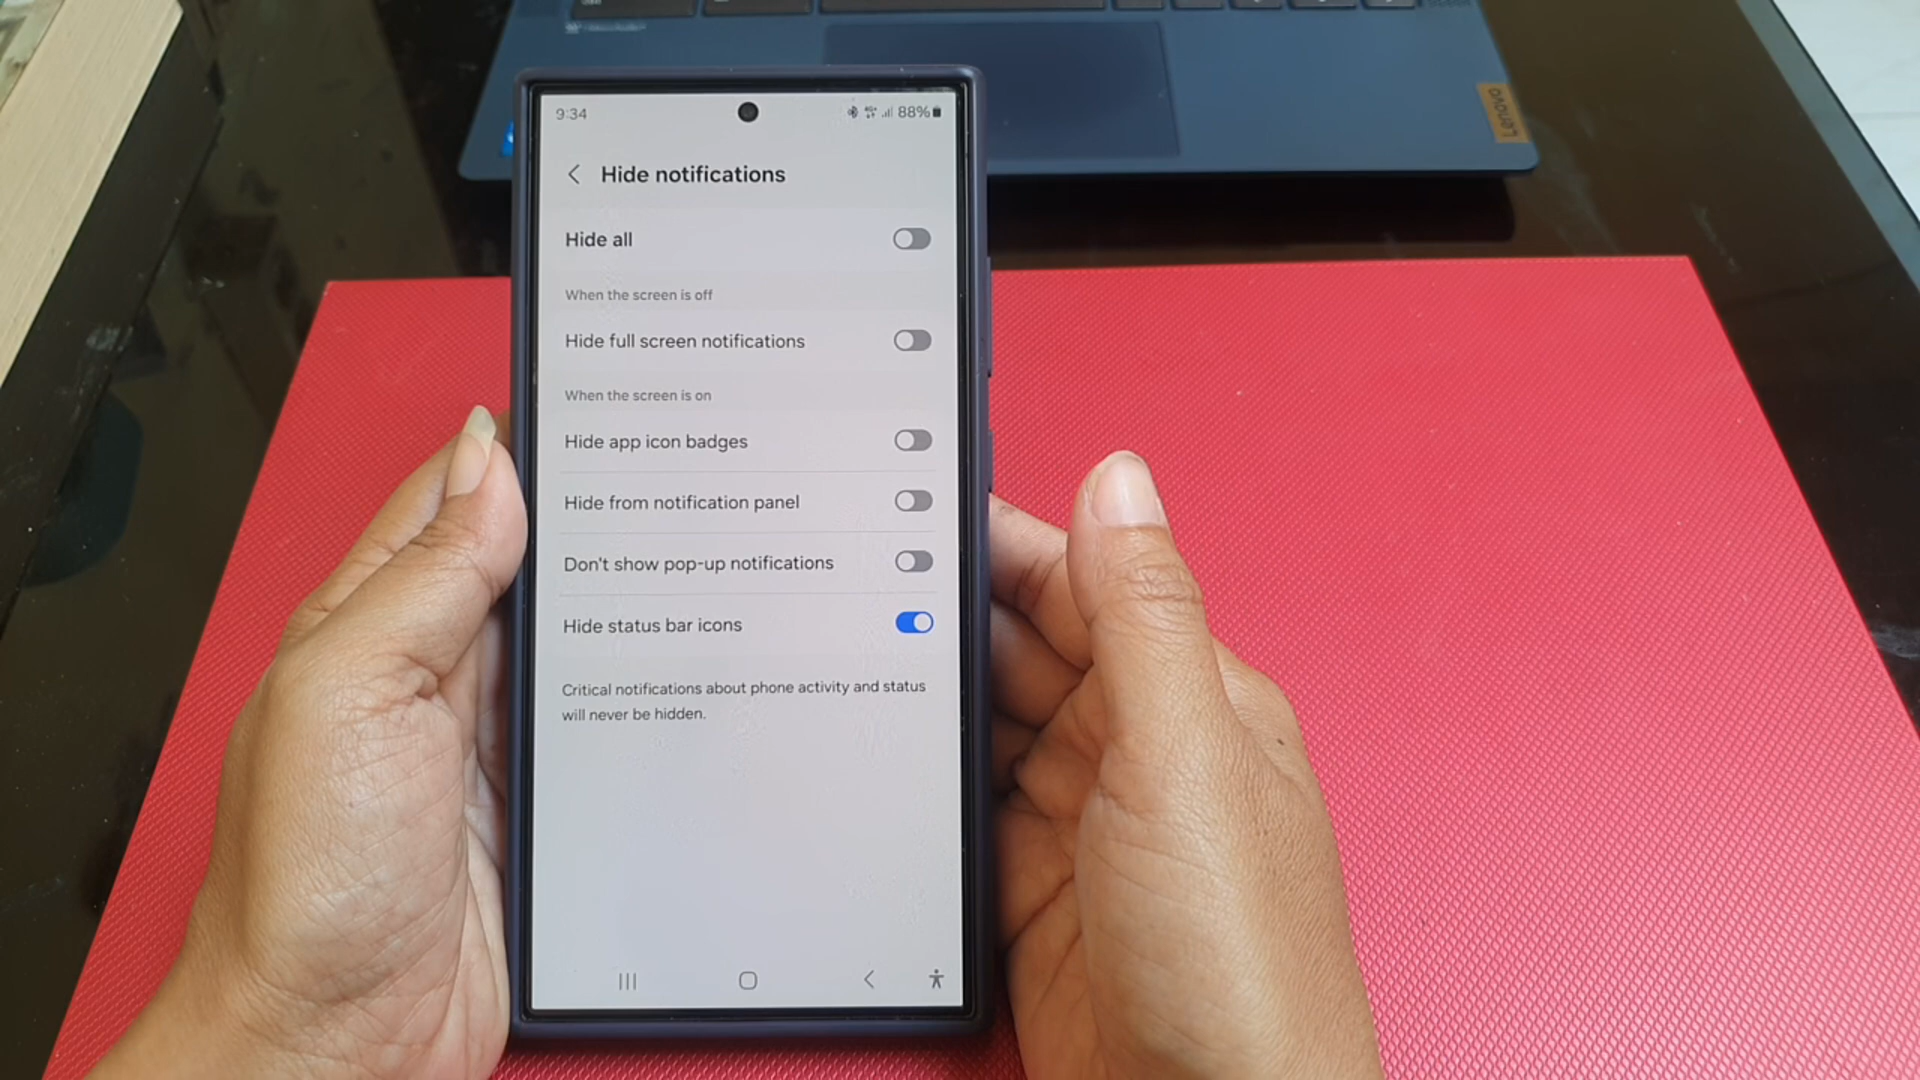 Lenovo
9:34
88%
Hide notifications
Hide all
When the screen is off
Hide full screen notifications
When the screen is on
Hide app icon badges
Hide from notification panel
Don't show pop-up notifications
Hide status bar icons
Critical notifications about phone activity and status
will never be hidden.